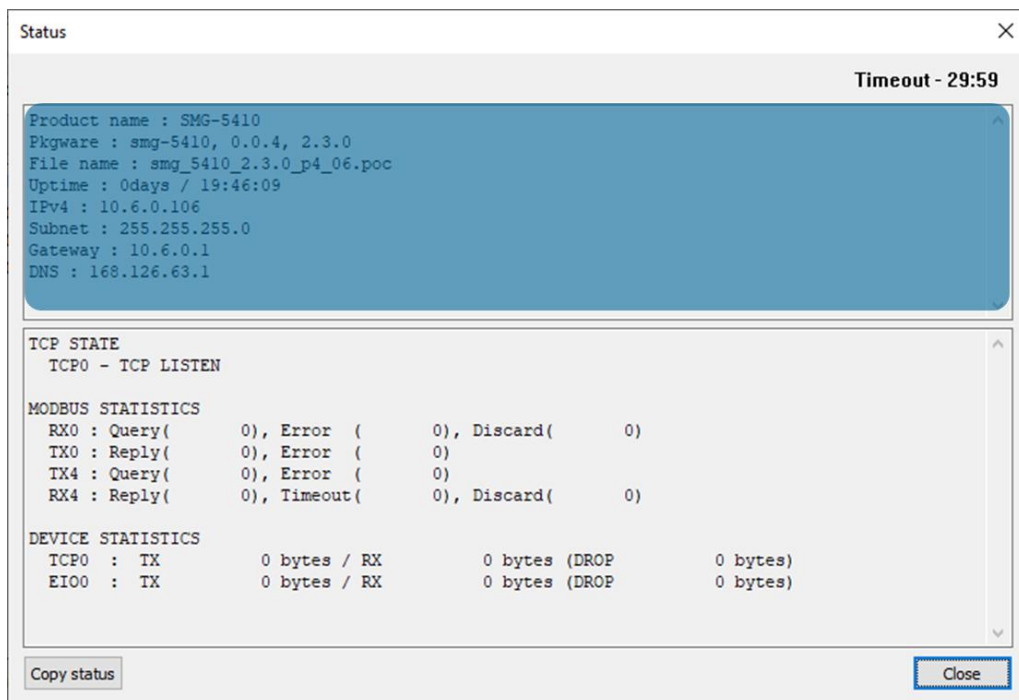 Status
Timeout - 29:59
Product name : SMG-5410
Pkgware : smg-5410, 0.0.4, 2.3.0
File name : smg_5410_2.3.0_p4_06.poc
Uptime : 0days / 19:46:09
IPv4 : 10.6.0.106
Subnet : 255.255.255.0
Gateway : 10.6.0.1
DNS : 168.126.63.1
TCP STATE
TCP0 - TCP LISTEN
MODBUS STATISTICS
RX0 : Query( 0), Error ( 0), Discard( 0)
TX0 : Reply( 0), Error ( 0)
TX4 : Query( 0), Error ( 0)
RX4 : Reply( 0), Timeout( 0), Discard( 0)
DEVICE STATISTICS
TCP0 : TX 0 bytes / RX 0 bytes (DROP 0 bytes)
EIO0 : TX 0 bytes / RX 0 bytes (DROP 0 bytes)
Copy status
Close